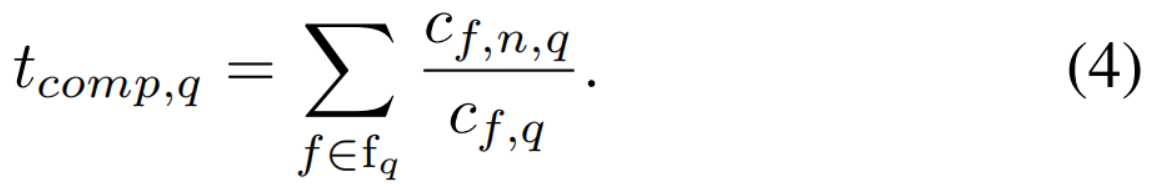 t_{comp,q} = \sum_{f \in \mathrm{f}_q} \frac{c_{f,n,q}}{c_{f,q}}. (4)